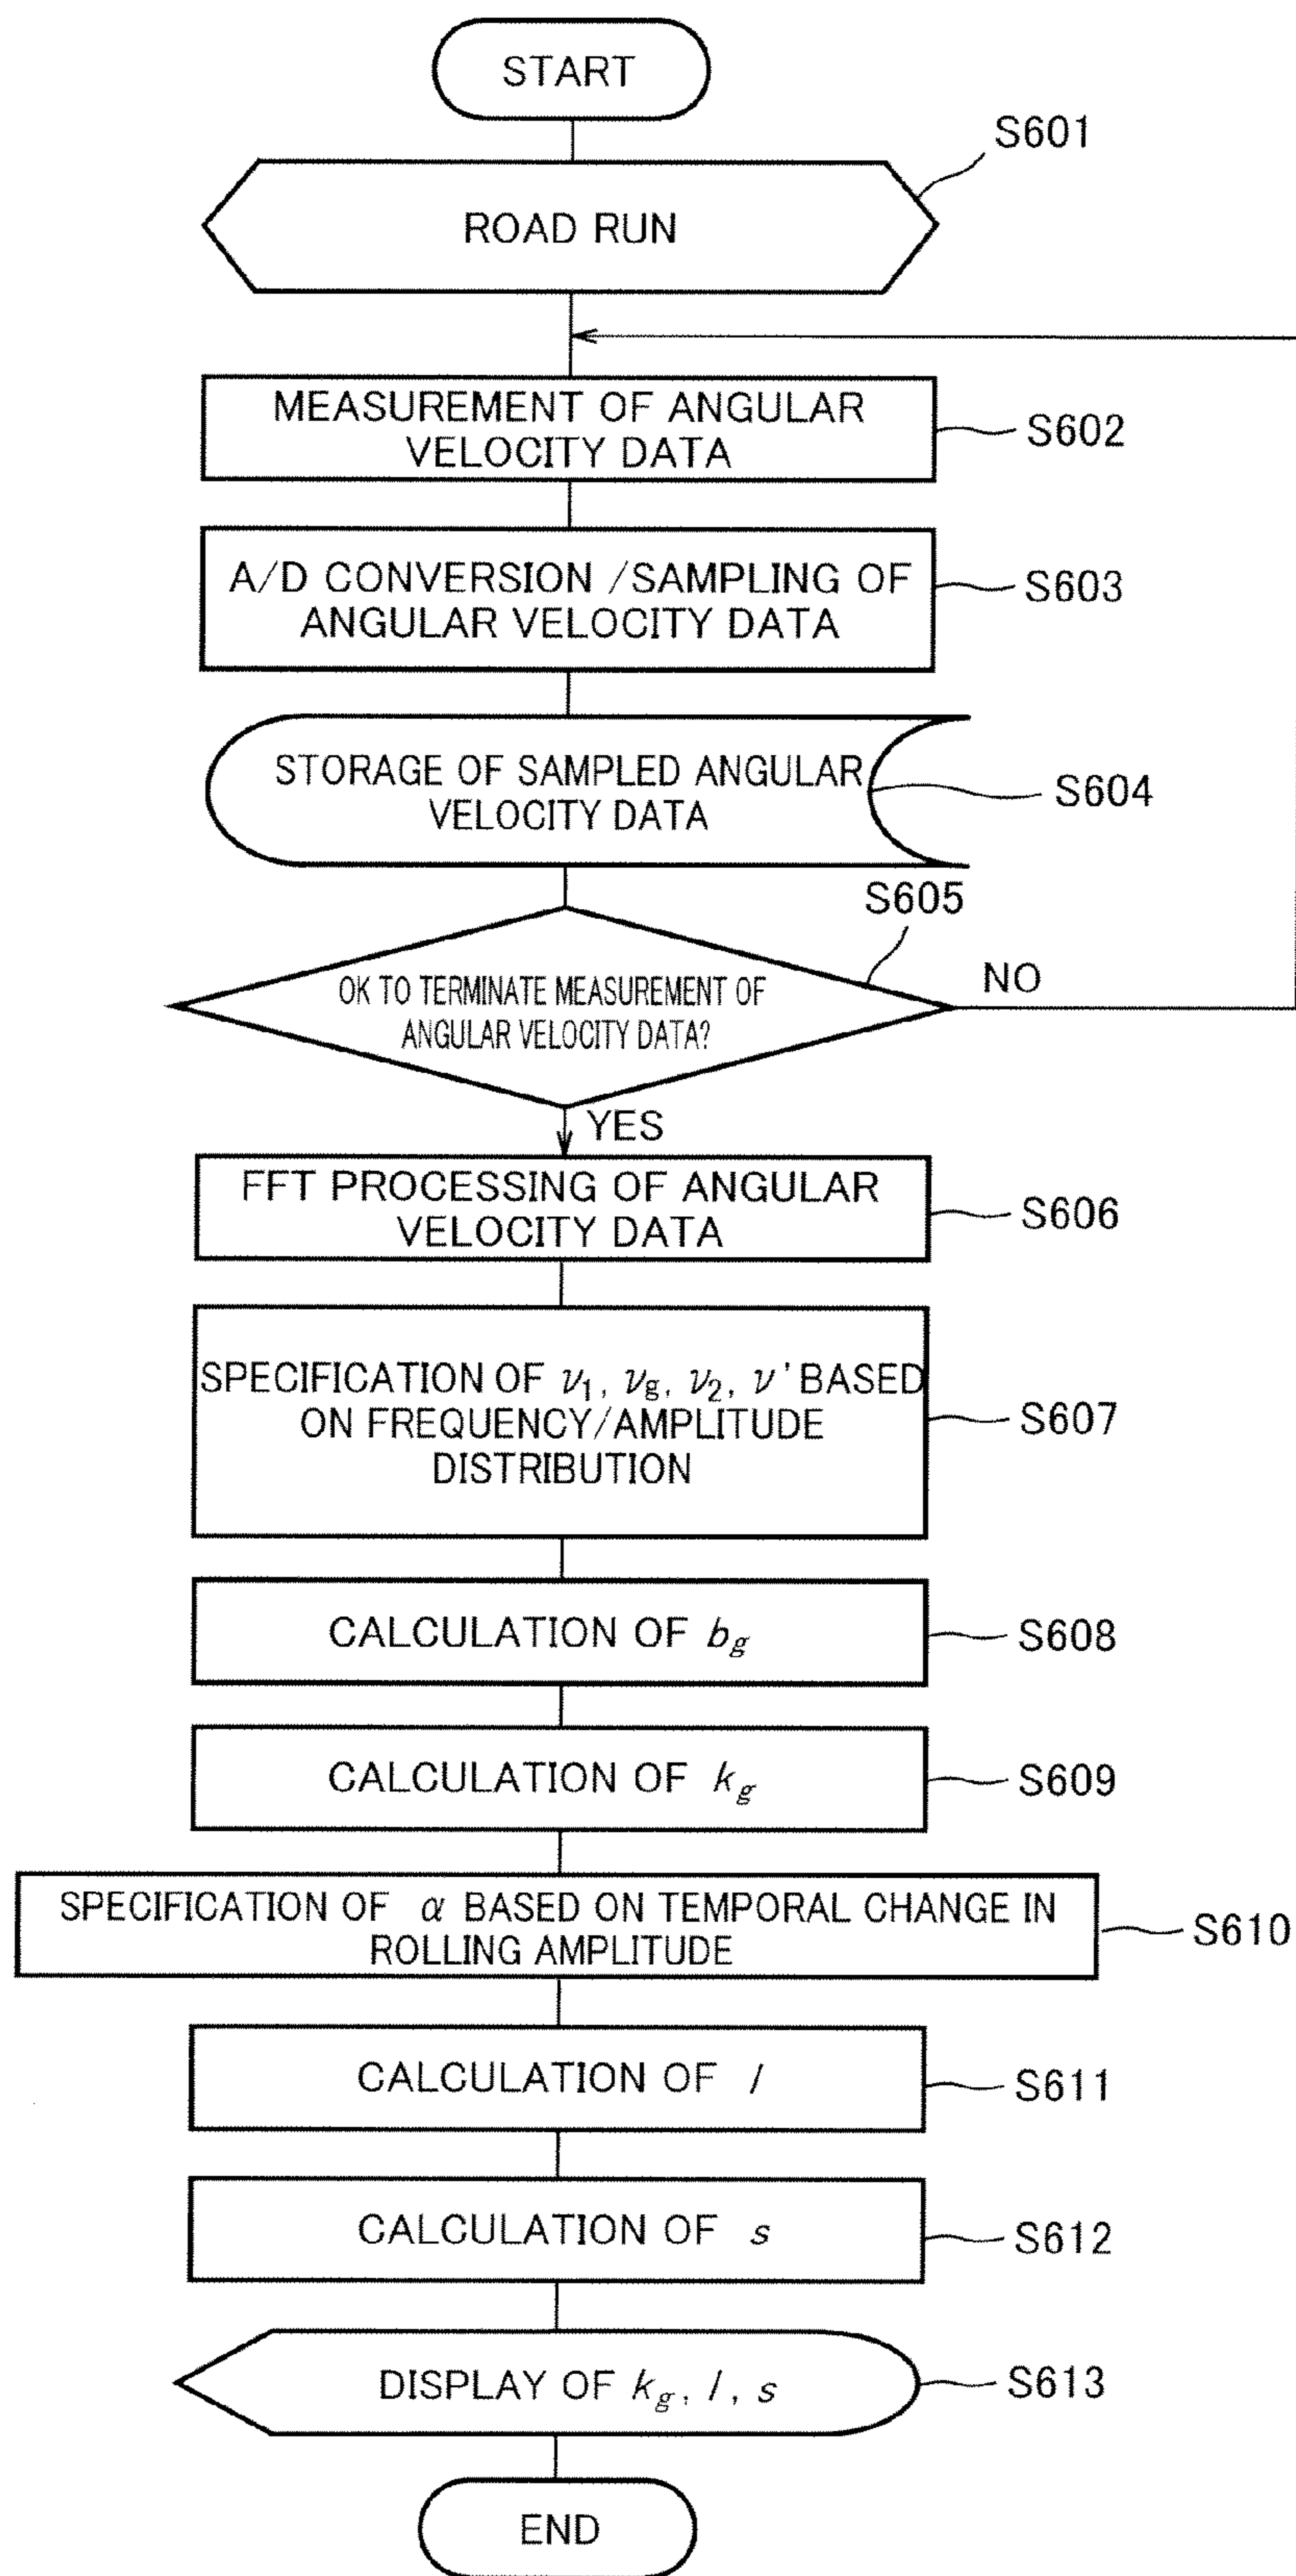 START
S601
ROAD RUN
MEASUREMENT OF ANGULAR
VELOCITY DATA
S602
A/D CONVERSION /SAMPLING OF
ANGULAR VELOCITY DATA
S603
STORAGE OF SAMPLED ANGULAR
VELOCITY DATA
S604
S605
OK TO TERMINATE MEASUREMENT OF
ANGULAR VELOCITY DATA?
NO
YES
FFT PROCESSING OF ANGULAR
VELOCITY DATA
S606
SPECIFICATION OF ν₁, νg, ν₂, ν' BASED
ON FREQUENCY/AMPLITUDE
DISTRIBUTION
S607
CALCULATION OF bg
S608
CALCULATION OF kg
S609
SPECIFICATION OF α BASED ON TEMPORAL CHANGE IN
ROLLING AMPLITUDE
S610
CALCULATION OF l
S611
CALCULATION OF s
S612
DISPLAY OF kg, l, s
S613
END